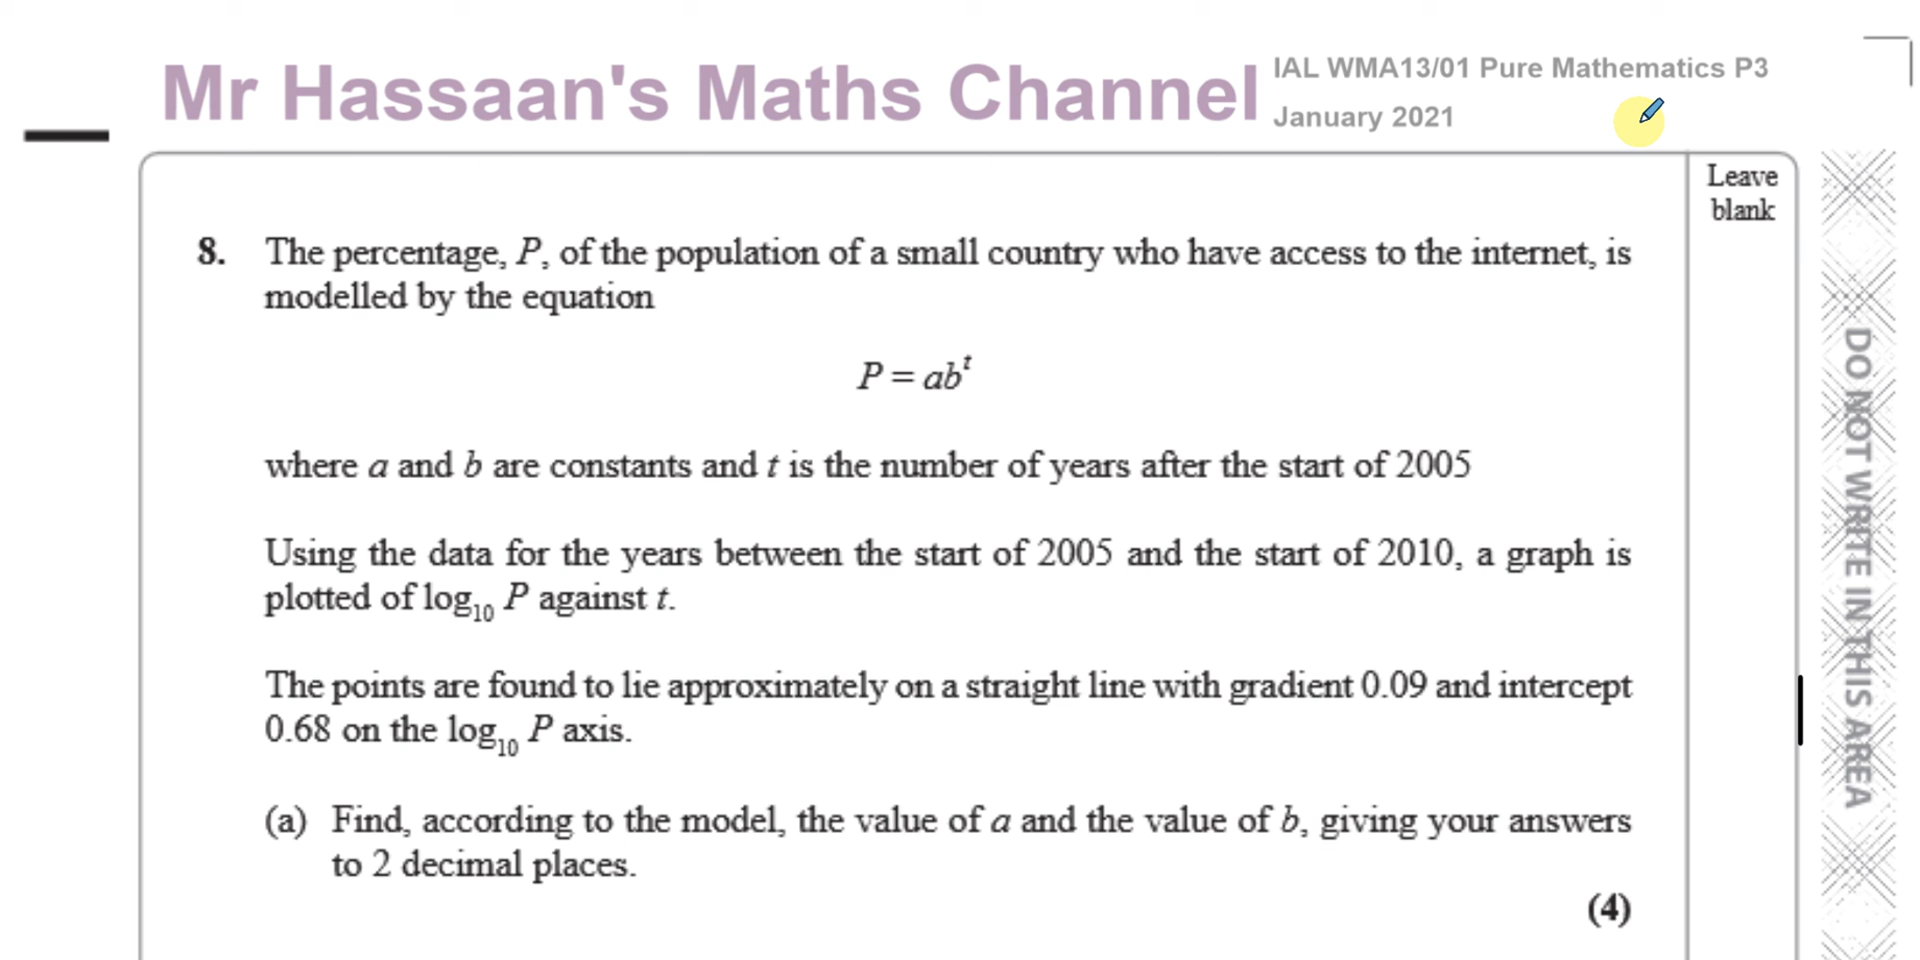 Mr Hassaan's Maths Channel
IAL WMA13/01 Pure Mathematics P3
January 2021
Leave
blank
8. The percentage, P, of the population of a small country who have access to the internet, is
modelled by the equation
P = abᵗ
where a and b are constants and t is the number of years after the start of 2005
Using the data for the years between the start of 2005 and the start of 2010, a graph is
plotted of log₁₀ P against t.
The points are found to lie approximately on a straight line with gradient 0.09 and intercept
0.68 on the log₁₀ P axis.
(a) Find, according to the model, the value of a and the value of b, giving your answers
to 2 decimal places.
(4)
DO NOT WRITE IN THIS AREA